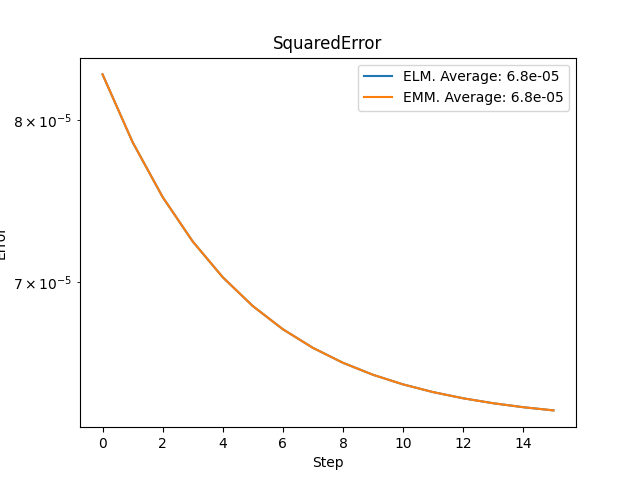 SquaredError
ELM. Average: 6.8e-05
EMM. Average: 6.8e-05
8 × 10⁻⁵
7 × 10⁻⁵
Error
0 2 4 6 8 10 12 14
Step